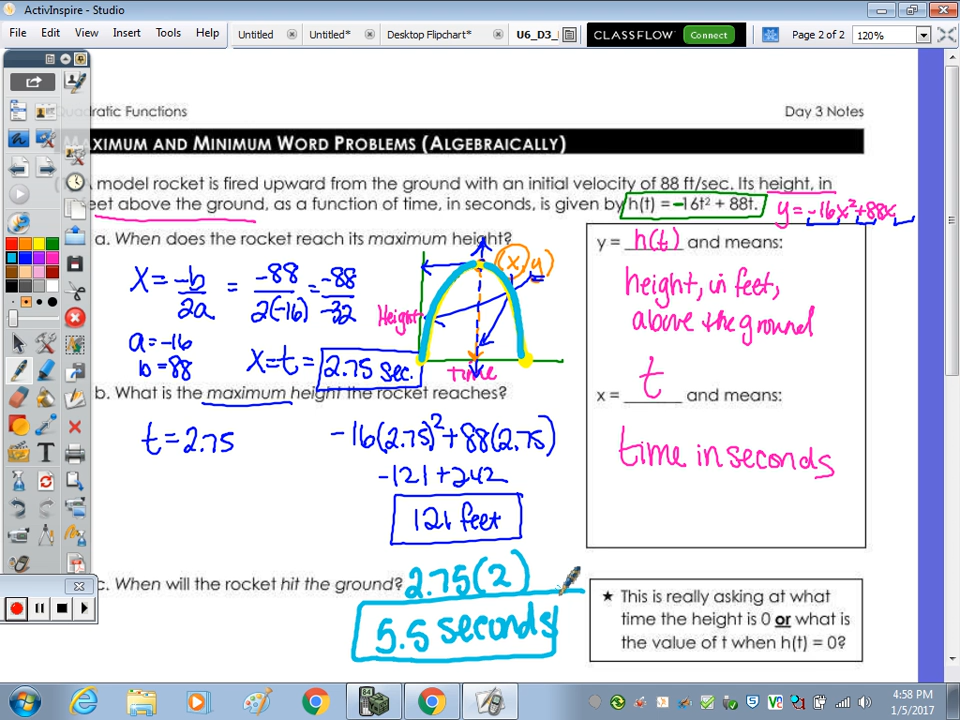 ActivInspire - Studio
File Edit View Insert Tools Help Untitled Untitled* Desktop Flipchart* U6_D3_ CLASSFLOW Connect Page 2 of 2 120%
uadratic Functions Day 3 Notes
AXIMUM AND MINIMUM WORD PROBLEMS (ALGEBRAICALLY)
A model rocket is fired upward from the ground with an initial velocity of 88 ft/sec. Its height, in
feet above the ground, as a function of time, in seconds, is given by h(t) = -16t² + 88t.
y = -16x² + 88x
a. When does the rocket reach its maximum height?
x = -b/2a = -88/2(-16) = -88/-32
a = -16
b = 88
x = t = 2.75 sec.
(x, y)
Height
Time
b. What is the maximum height the rocket reaches?
t = 2.75
-16(2.75)² + 88(2.75)
-121 + 242
121 feet
c. When will the rocket hit the ground? 2.75(2)
5.5 seconds
y = h(t) and means:
height, in feet,
above the ground
x = t and means:
time in seconds
★ This is really asking at what
time the height is 0 or what is
the value of t when h(t) = 0?
4:58 PM
1/5/2017